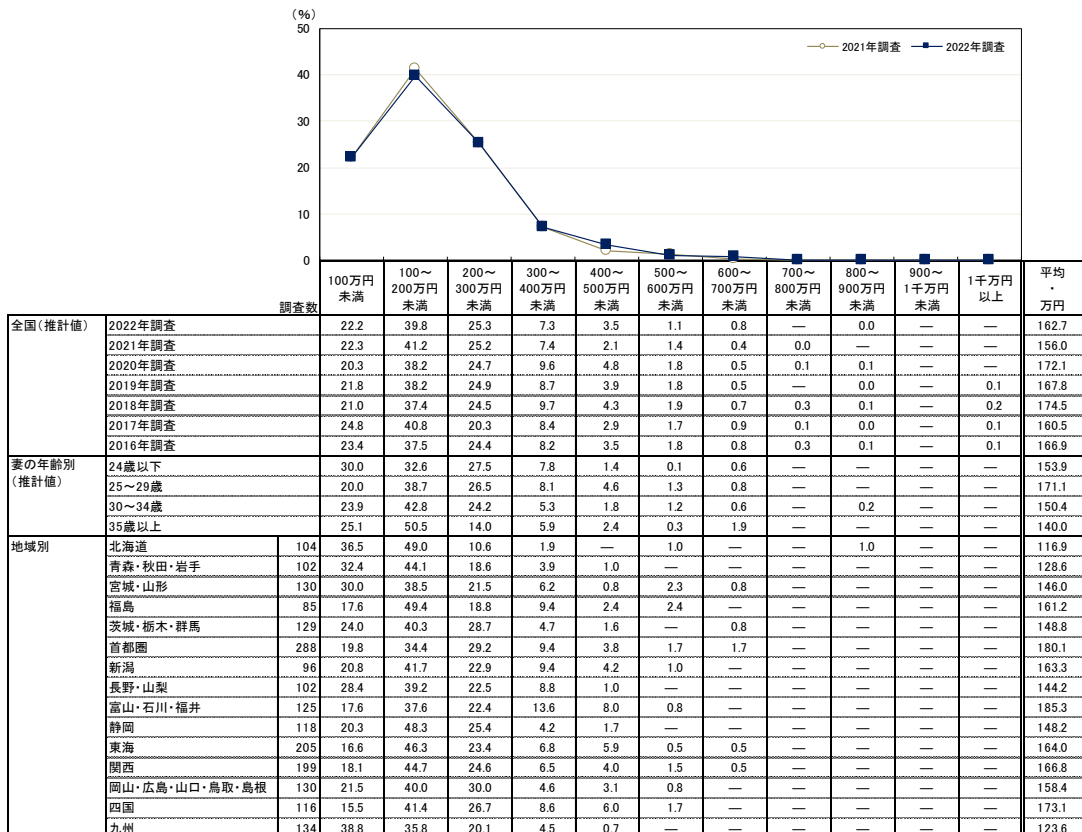 (%)
50
40
30
20
10
0
2021年調査 2022年調査
調査数 100万円未満 100～200万円未満 200～300万円未満 300～400万円未満 400～500万円未満 500～600万円未満 600～700万円未満 700～800万円未満 800～900万円未満 900～1千万円未満 1千万円以上 平均・万円
全国(推計値) 2022年調査 22.2 39.8 25.3 7.3 3.5 1.1 0.8 — 0.0 — — 162.7
2021年調査 22.3 41.2 25.2 7.4 2.1 1.4 0.4 0.0 — — — 156.0
2020年調査 20.3 38.2 24.7 9.6 4.8 1.8 0.5 0.1 0.1 — — 172.1
2019年調査 21.8 38.2 24.9 8.7 3.9 1.8 0.5 — 0.0 — 0.1 167.8
2018年調査 21.0 37.4 24.5 9.7 4.3 1.9 0.7 0.3 0.1 — 0.2 174.5
2017年調査 24.8 40.8 20.3 8.4 2.9 1.7 0.9 0.1 0.0 — 0.1 160.5
2016年調査 23.4 37.5 24.4 8.2 3.5 1.8 0.8 0.3 0.1 — 0.1 166.9
妻の年齢別(推計値) 24歳以下 30.0 32.6 27.5 7.8 1.4 0.1 0.6 — — — — 153.9
25～29歳 20.0 38.7 26.5 8.1 4.6 1.3 0.8 — — — — 171.1
30～34歳 23.9 42.8 24.2 5.3 1.8 1.2 0.6 — 0.2 — — 150.4
35歳以上 25.1 50.5 14.0 5.9 2.4 0.3 1.9 — — — — 140.0
地域別 北海道 104 36.5 49.0 10.6 1.9 — 1.0 — — 1.0 — — 116.9
青森・秋田・岩手 102 32.4 44.1 18.6 3.9 1.0 — — — — — — 128.6
宮城・山形 130 30.0 38.5 21.5 6.2 0.8 2.3 0.8 — — — — 146.0
福島 85 17.6 49.4 18.8 9.4 2.4 2.4 — — — — — 161.2
茨城・栃木・群馬 129 24.0 40.3 28.7 4.7 1.6 — 0.8 — — — — 148.8
首都圏 288 19.8 34.4 29.2 9.4 3.8 1.7 1.7 — — — — 180.1
新潟 96 20.8 41.7 22.9 9.4 4.2 1.0 — — — — — 163.3
長野・山梨 102 28.4 39.2 22.5 8.8 1.0 — — — — — — 144.2
富山・石川・福井 125 17.6 37.6 22.4 13.6 8.0 0.8 — — — — — 185.3
静岡 118 20.3 48.3 25.4 4.2 1.7 — — — — — — 148.2
東海 205 16.6 46.3 23.4 6.8 5.9 0.5 0.5 — — — — 164.0
関西 199 18.1 44.7 24.6 6.5 4.0 1.5 0.5 — — — — 166.8
岡山・広島・山口・鳥取・島根 130 21.5 40.0 30.0 4.6 3.1 0.8 — — — — — 158.4
四国 116 15.5 41.4 26.7 8.6 6.0 1.7 — — — — — 173.1
九州 134 38.8 35.8 20.1 4.5 0.7 — — — — — — 123.6